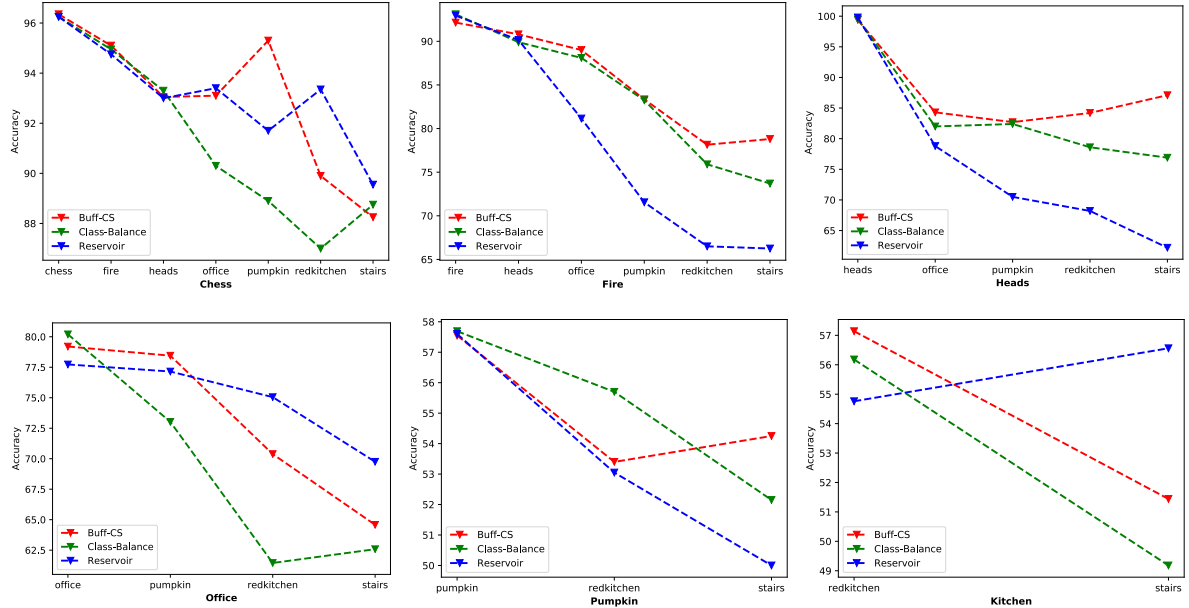 Accuracy
96
94
92
90
88
Buff-CS
Class-Balance
Reservoir
chess fire heads office pumpkin redkitchen stairs
Chess
Accuracy
90
85
80
75
70
65
Buff-CS
Class-Balance
Reservoir
fire heads office pumpkin redkitchen stairs
Fire
Accuracy
100
95
90
85
80
75
70
65
Buff-CS
Class-Balance
Reservoir
heads office pumpkin redkitchen stairs
Heads
Accuracy
80.0
77.5
75.0
72.5
70.0
67.5
65.0
62.5
Buff-CS
Class-Balance
Reservoir
office pumpkin redkitchen stairs
Office
Accuracy
58
57
56
55
54
53
52
51
50
Buff-CS
Class-Balance
Reservoir
pumpkin redkitchen stairs
Pumpkin
Accuracy
57
56
55
54
53
52
51
50
49
Buff-CS
Class-Balance
Reservoir
redkitchen stairs
Kitchen